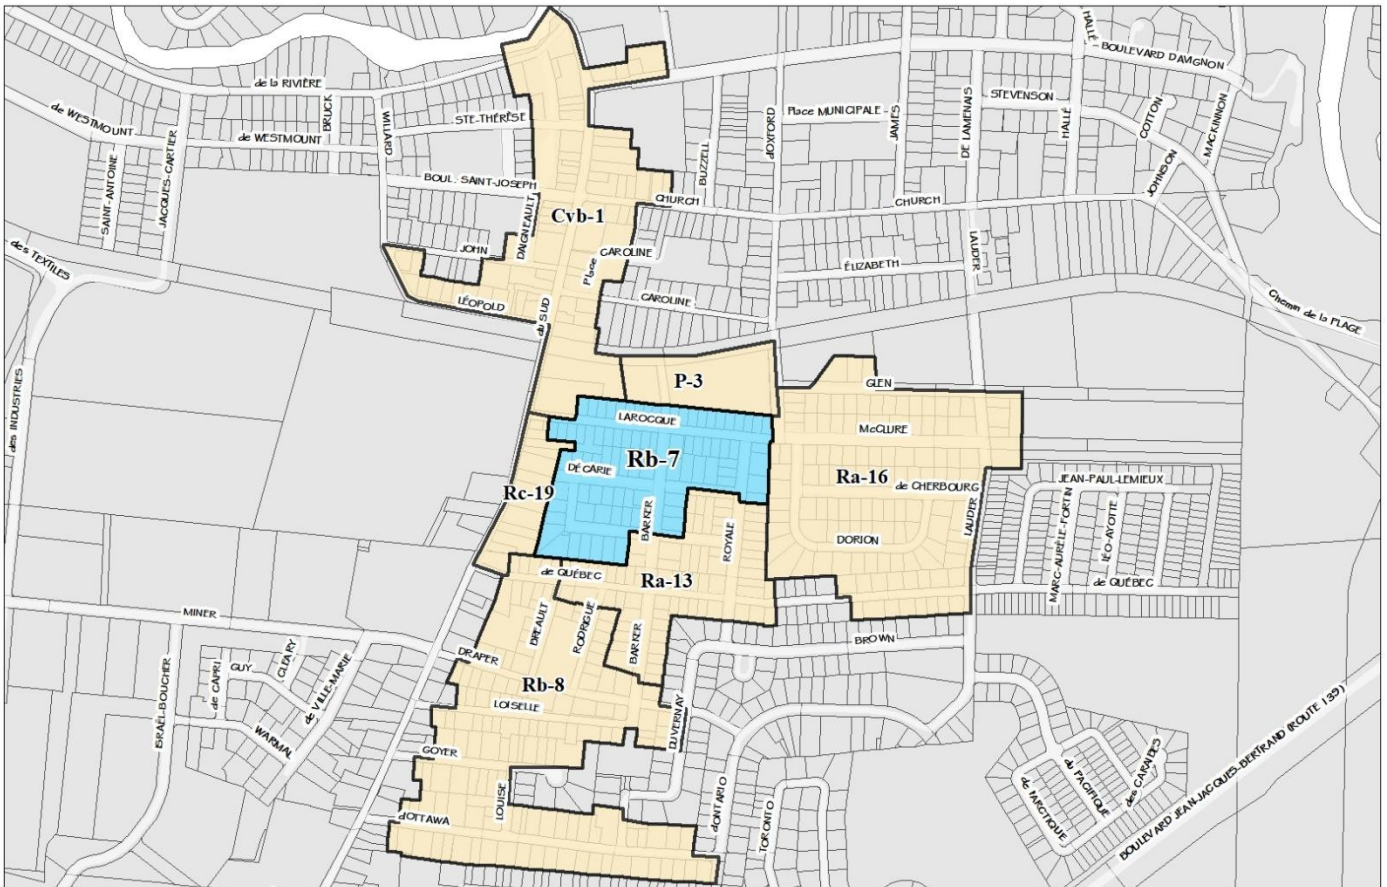 HALLÉ
BOULEVARD D'AVIGNON
de la RIVIÈRE
STEVENSON
de WESTMOUNT
BRUCK
WILLARD
STE-THÉRÈSE
Place MUNICIPALE
JAMES
DE LAMENAIS
HALLÉ
COTTON
MACKINNON
JACQUES-CARTIER
de WESTMOUNT
BUZZELL
JOHNSON
SAINT-ANTOINE
BOUL. SAINT-JOSEPH
CHURCH
CHURCH
DAIGNEAULT
Cvb-1
des TEXTILES
JOHN
Place CAROLINE
LAUDER
ÉLIZABETH
LÉOPOLD
du SUD
CAROLINE
Chemin de la PLAGE
P-3
GLEN
des INDUSTRIES
LAROCQUE
McCLURE
Rb-7
DÉCARIE
Ra-16
de CHERBOURG
JEAN-PAUL-LEMIEUX
Rc-19
BARKER
ROYALE
DORION
LAUDER
MARC-AURÈLE-FORTIN
LÉO-AYOTTE
de QUÉBEC
Ra-13
de QUÉBEC
MINER
BREAULT
RODRIGUE
BARKER
BROWN
DRAPER
CLEARY
GUY
de CAPRI
de VILLE-MARIE
Rb-8
ISRAËL-BOUCHER
LOISELLE
DUVERNAY
WARMAN
GOYER
LOUISE
d'OTTAWA
d'ONTARIO
TORONTO
de l'ARCTIQUE
du PACIFIQUE
des CARAÏBES
BOULEVARD JEAN-JACQUES-BERTRAND (ROUTE 139)